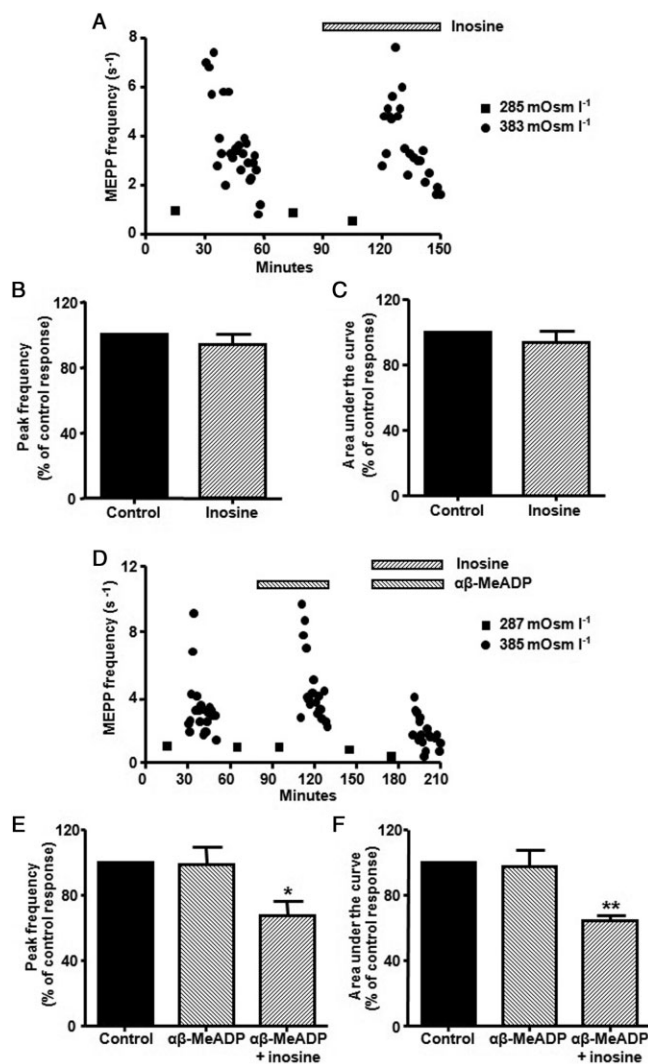 A
Inosine
MEPP frequency (s⁻¹)
8
6
4
2
0
285 mOsm l⁻¹
383 mOsm l⁻¹
0 30 60 90 120 150
Minutes
B
Peak frequency
(% of control response)
120
80
40
0
Control Inosine
C
Area under the curve
(% of control response)
120
80
40
0
Control Inosine
D
Inosine
αβ-MeADP
MEPP frequency (s⁻¹)
12
8
4
0
287 mOsm l⁻¹
385 mOsm l⁻¹
0 30 60 90 120 150 180 210
Minutes
E
Peak frequency
(% of control response)
120
80
40
0
*
Control αβ-MeADP αβ-MeADP
+ inosine
F
Area under the curve
(% of control response)
120
80
40
0
**
Control αβ-MeADP αβ-MeADP
+ inosine